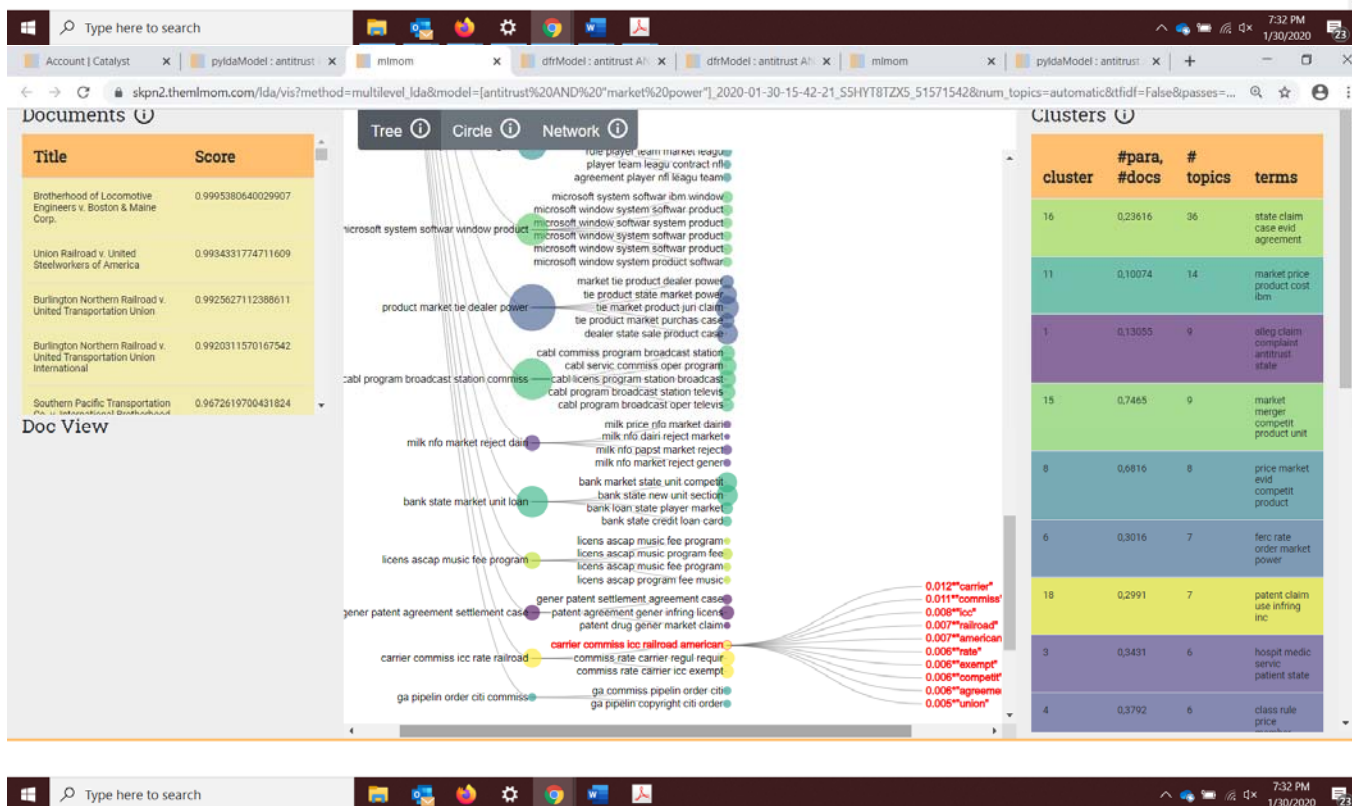 Type here to search
7:32 PM
1/30/2020
23
Account | Catalyst
pyldaModel : antitrust
mlmom
dfrModel : antitrust AN
dfrModel : antitrust AN
mlmom
pyldaModel : antitrust
skpn2.themlmom.com/lda/vis?method=multilevel_lda&model=[antitrust%20AND%20"market%20power"]_2020-01-30-15-42-21_S5HYT8TZX5_51571542&num_topics=automatic&tfidf=False&passes=...
Documents
Title Score
Brotherhood of Locomotive Engineers v. Boston & Maine Corp. 0.9995380640029907
Union Railroad v. United Steelworkers of America 0.9934331774711609
Burlington Northern Railroad v. United Transportation Union 0.9925627112388611
Burlington Northern Railroad v. United Transportation Union International 0.9920311570167542
Southern Pacific Transportation Co. v. International Brotherhood 0.9672619700431824
Doc View
Tree Circle Network
role player team market leagu
player team leagu contract nfl
agreement player nfl leagu team
microsoft system softwar window product
microsoft system softwar ibm window
microsoft window system softwar product
microsoft window softwar system product
microsoft window system softwar product
microsoft window system softwar product
microsoft window system product softwar
product market tie dealer power
market tie product dealer power
tie product state market power
tie market product juri claim
tie product market purchas case
dealer state sale product case
cabl program broadcast station commiss
cabl commiss program broadcast station
cabl servic commiss oper program
cabl licens program station broadcast
cabl program broadcast station televis
cabl program broadcast oper televis
milk nfo market reject dairi
milk price nfo market dairi
milk nfo dairi reject market
milk nfo papst market reject
milk nfo market reject gener
bank state market unit loan
bank market state unit competit
bank state new unit section
bank loan state player market
bank state credit loan card
licens ascap music fee program
licens ascap music fee program
licens ascap music program fee
licens ascap music fee program
licens ascap program fee music
gener patent agreement settlement case
gener patent settlement agreement case
patent agreement gener infring licens
patent drug gener market claim
carrier commiss icc rate railroad
carrier commiss icc railroad american
commiss rate carrier regul requir
commiss rate carrier icc exempt
ga pipelin order citi commiss
ga commiss pipelin order citi
ga pipelin copyright citi order
0.012*"carrier"
0.011*"commiss"
0.008*"icc"
0.007*"railroad"
0.007*"american
0.006*"rate"
0.006*"exempt"
0.006*"competit"
0.006*"agreeme
0.005*"union"
Clusters
cluster #para, #docs # topics terms
16 0,23616 36 state claim case evid agreement
11 0,10074 14 market price product cost ibm
1 0,13055 9 alleg claim complaint antitrust state
15 0,7465 9 market merger competit product unit
8 0,6816 8 price market evid competit product
6 0,3016 7 ferc rate order market power
18 0,2991 7 patent claim use infring inc
3 0,3431 6 hospit medic servic patient state
4 0,3792 6 class rule price member
Type here to search
7:32 PM
1/30/2020
23